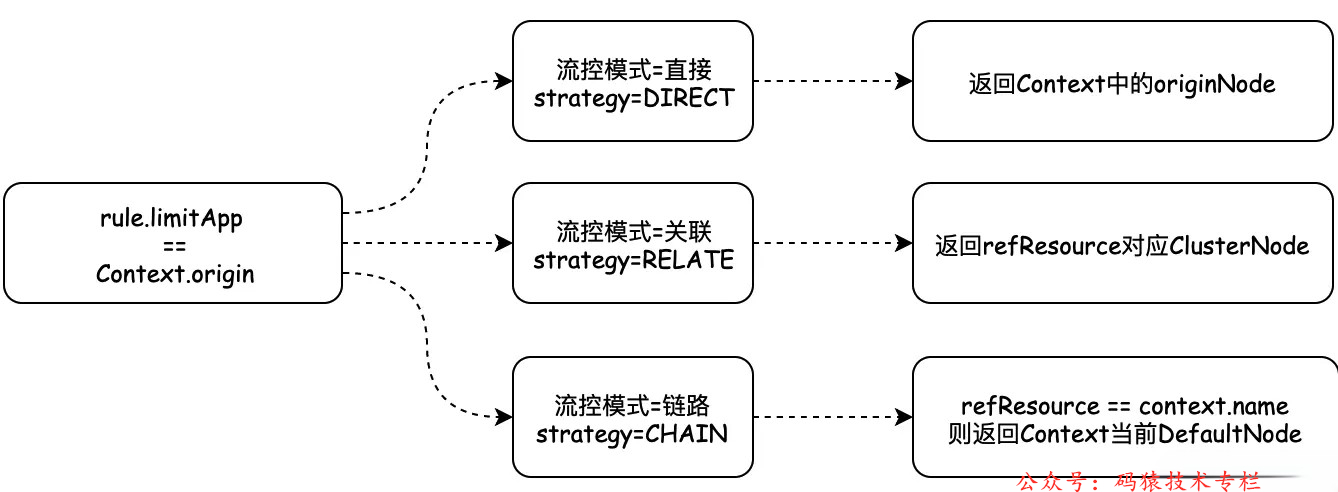 rule.limitApp
==
Context.origin
流控模式=直接
strategy=DIRECT
返回Context中的originNode
流控模式=关联
strategy=RELATE
返回refResource对应ClusterNode
流控模式=链路
strategy=CHAIN
refResource == context.name
则返回Context当前DefaultNode
公众号：码猿技术专栏